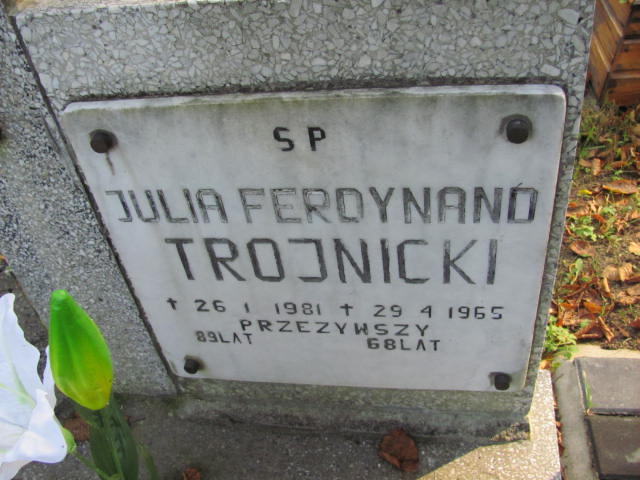 SP
JULIA FERDYNAND
TROJNICKI
✝ 26 1 1981 ✝ 29 4 1965
PRZEZYWSZY
89LAT 68LAT